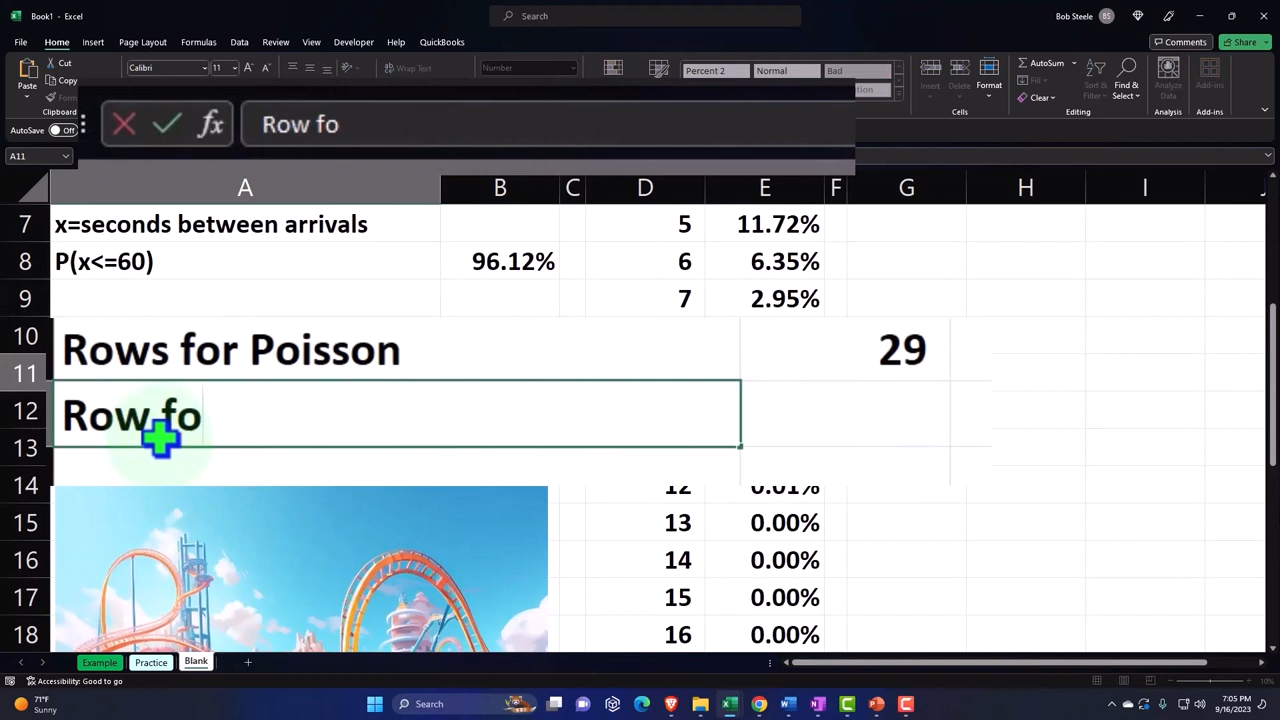 Book1 - Excel
Search
Bob Steele BS
File Home Insert Page Layout Formulas Data Review View Developer Help QuickBooks
Comments Share
Paste
Cut
Copy
Clipboard
Calibri 11
Wrap Text
Number
Percent 2 Normal Bad
Insert Delete Format
Cells
AutoSum
Fill
Clear
Sort & Filter
Find & Select
Editing
Analyze Data
Analysis
Add-ins
Add-ins
AutoSave Off
fx Row fo
A11
A B C D E F G H I
7 x=seconds between arrivals 5 11.72%
8 P(x<=60) 96.12% 6 6.35%
9 7 2.95%
10 Rows for Poisson 29
11
12 Row fo
13
14 12 0.01%
15 13 0.00%
16 14 0.00%
17 15 0.00%
18 16 0.00%
Example Practice Blank +
Accessibility: Good to go
10%
71°F
Sunny
Search
7:05 PM
9/16/2023